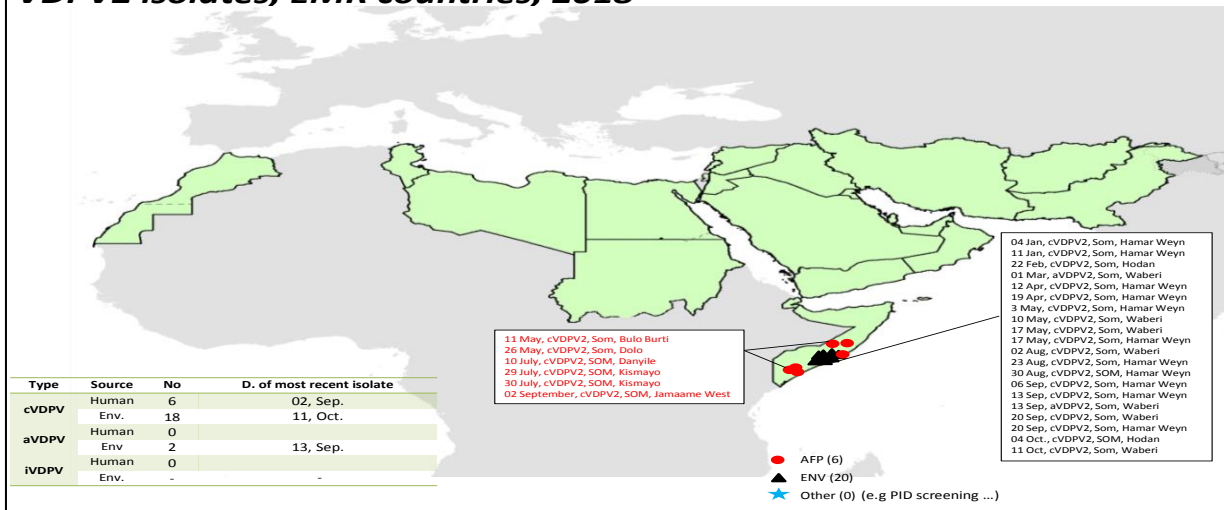 VDPV2 isolates, EMR countries, 2018
11 May, cVDPV2, Som, Bulo Burti
26 May, cVDPV2, Som, Dolo
10 July, cVDPV2, SOM, Danyile
29 July, cVDPV2, SOM, Kismayo
30 July, cVDPV2, SOM, Kismayo
02 September, cVDPV2, SOM, Jamaame West
04 Jan, cVDPV2, Som, Hamar Weyn
11 Jan, cVDPV2, Som, Hamar Weyn
22 Feb, cVDPV2, Som, Hodan
01 Mar, aVDPV2, Som, Waberi
12 Apr, cVDPV2, Som, Hamar Weyn
19 Apr, cVDPV2, Som, Hamar Weyn
3 May, cVDPV2, Som, Hamar Weyn
10 May, cVDPV2, Som, Waberi
17 May, cVDPV2, Som, Waberi
17 May, cVDPV2, Som, Hamar Weyn
02 Aug, cVDPV2, Som, Waberi
23 Aug, cVDPV2, Som, Hamar Weyn
30 Aug, cVDPV2, SOM, Hamar Weyn
06 Sep, cVDPV2, Som, Hamar Weyn
13 Sep, cVDPV2, Som, Hamar Weyn
13 Sep, aVDPV2, Som, Waberi
20 Sep, cVDPV2, Som, Waberi
20 Sep, cVDPV2, Som, Hamar Weyn
04 Oct., cVDPV2, SOM, Hodan
11 Oct, cVDPV2, Som, Waberi
Type Source No D. of most recent isolate
cVDPV Human 6 02, Sep.
Env. 18 11, Oct.
aVDPV Human 0
Env 2 13, Sep.
iVDPV Human 0
Env. - -
AFP (6)
ENV (20)
Other (0) (e.g PID screening ...)